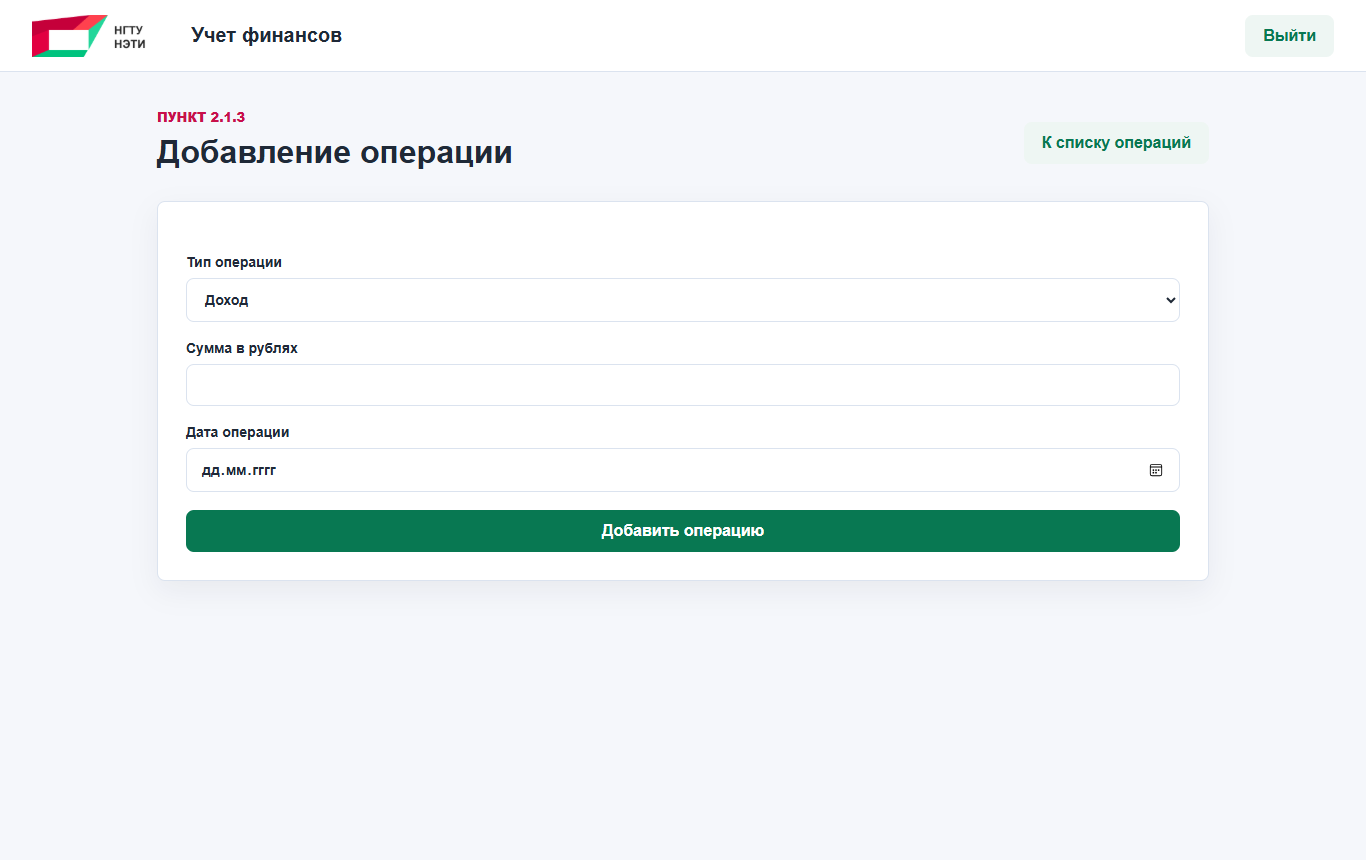 НГТУ
НЭТИ
Учет финансов
Выйти
ПУНКТ 2.1.3
Добавление операции
К списку операций
Тип операции
Доход
Сумма в рублях
Дата операции
дд.мм.гггг
Добавить операцию